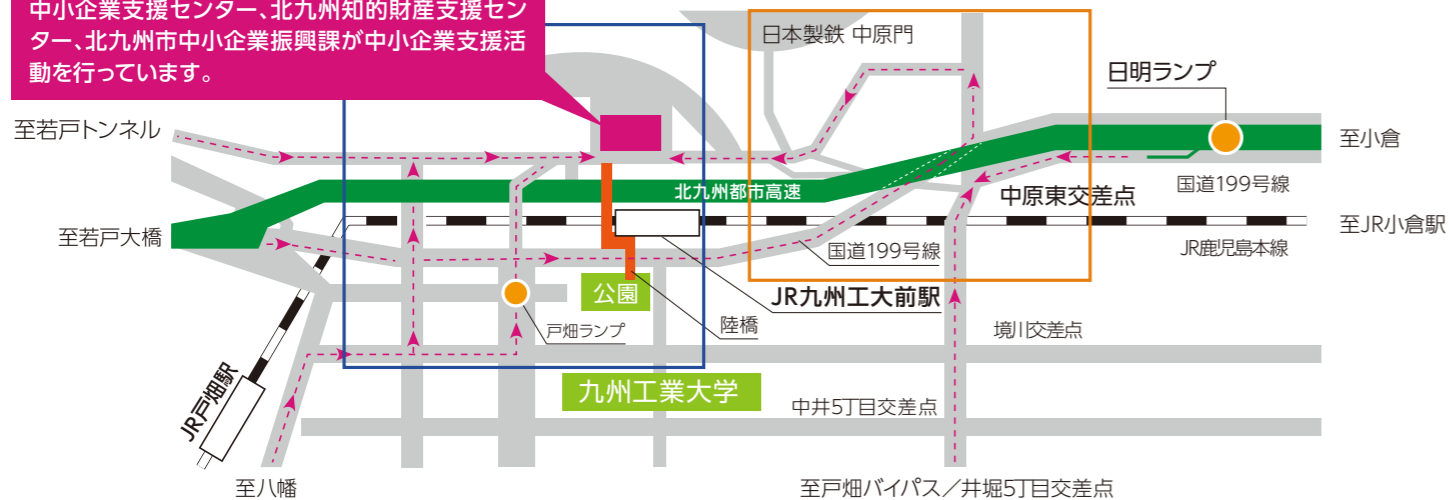 中小企業支援センター、北九州知的財産支援セン
ター、北九州市中小企業振興課が中小企業支援活
動を行っています。
日本製鉄 中原門
日明ランプ
至若戸トンネル
至小倉
北九州都市高速
国道199号線
中原東交差点
至若戸大橋
至JR小倉駅
国道199号線
JR鹿児島本線
公園
JR九州工大前駅
戸畑ランプ
陸橋
境川交差点
JR戸畑駅
九州工業大学
中井5丁目交差点
至八幡
至戸畑バイパス／井堀5丁目交差点